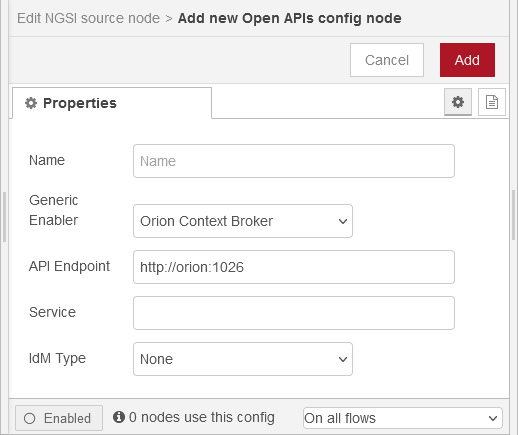 Edit NGSI source node > Add new Open APIs config node
Cancel Add
Properties
Name Name
Generic
Enabler Orion Context Broker
API Endpoint http://orion:1026
Service
IdM Type None
Enabled 0 nodes use this config On all flows